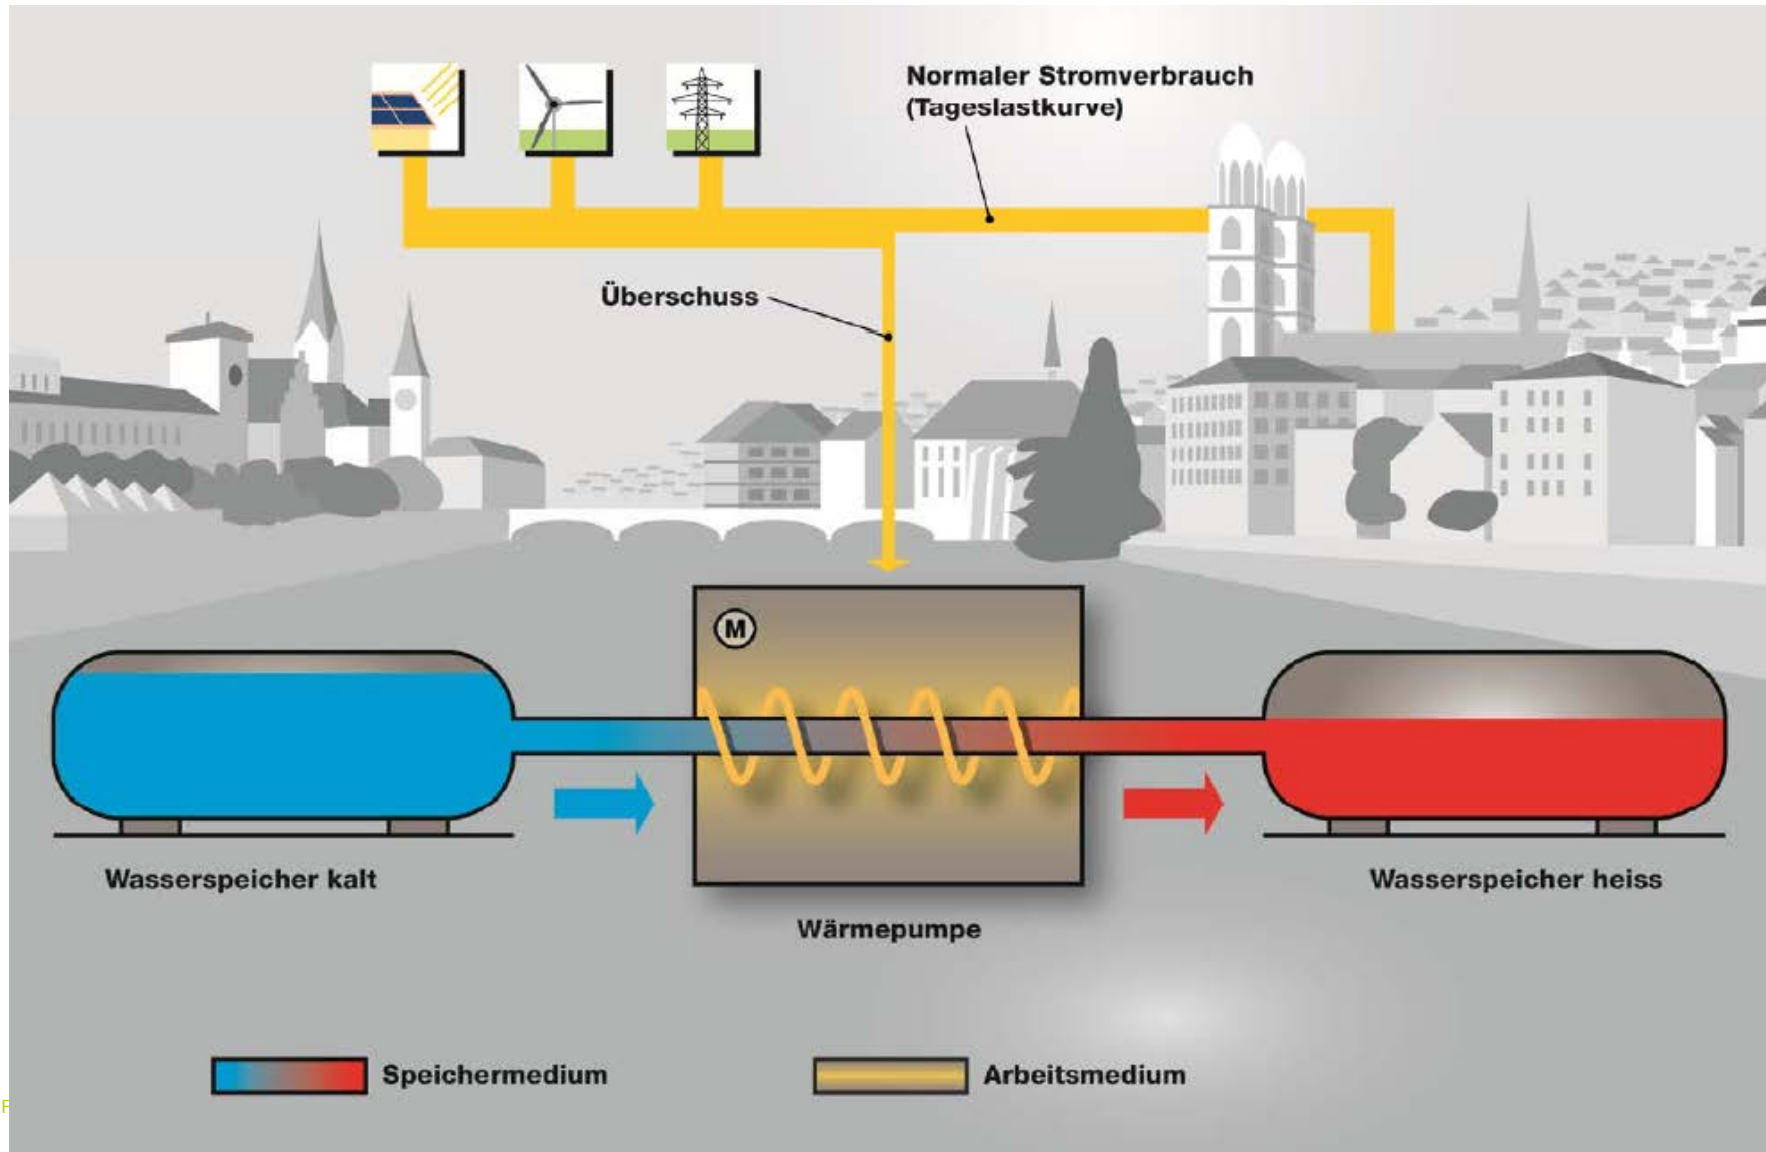 Normaler Stromverbrauch
(Tageslastkurve)
Überschuss
M
Wasserspeicher kalt
Wasserspeicher heiss
Wärmepumpe
Speichermedium
Arbeitsmedium
F